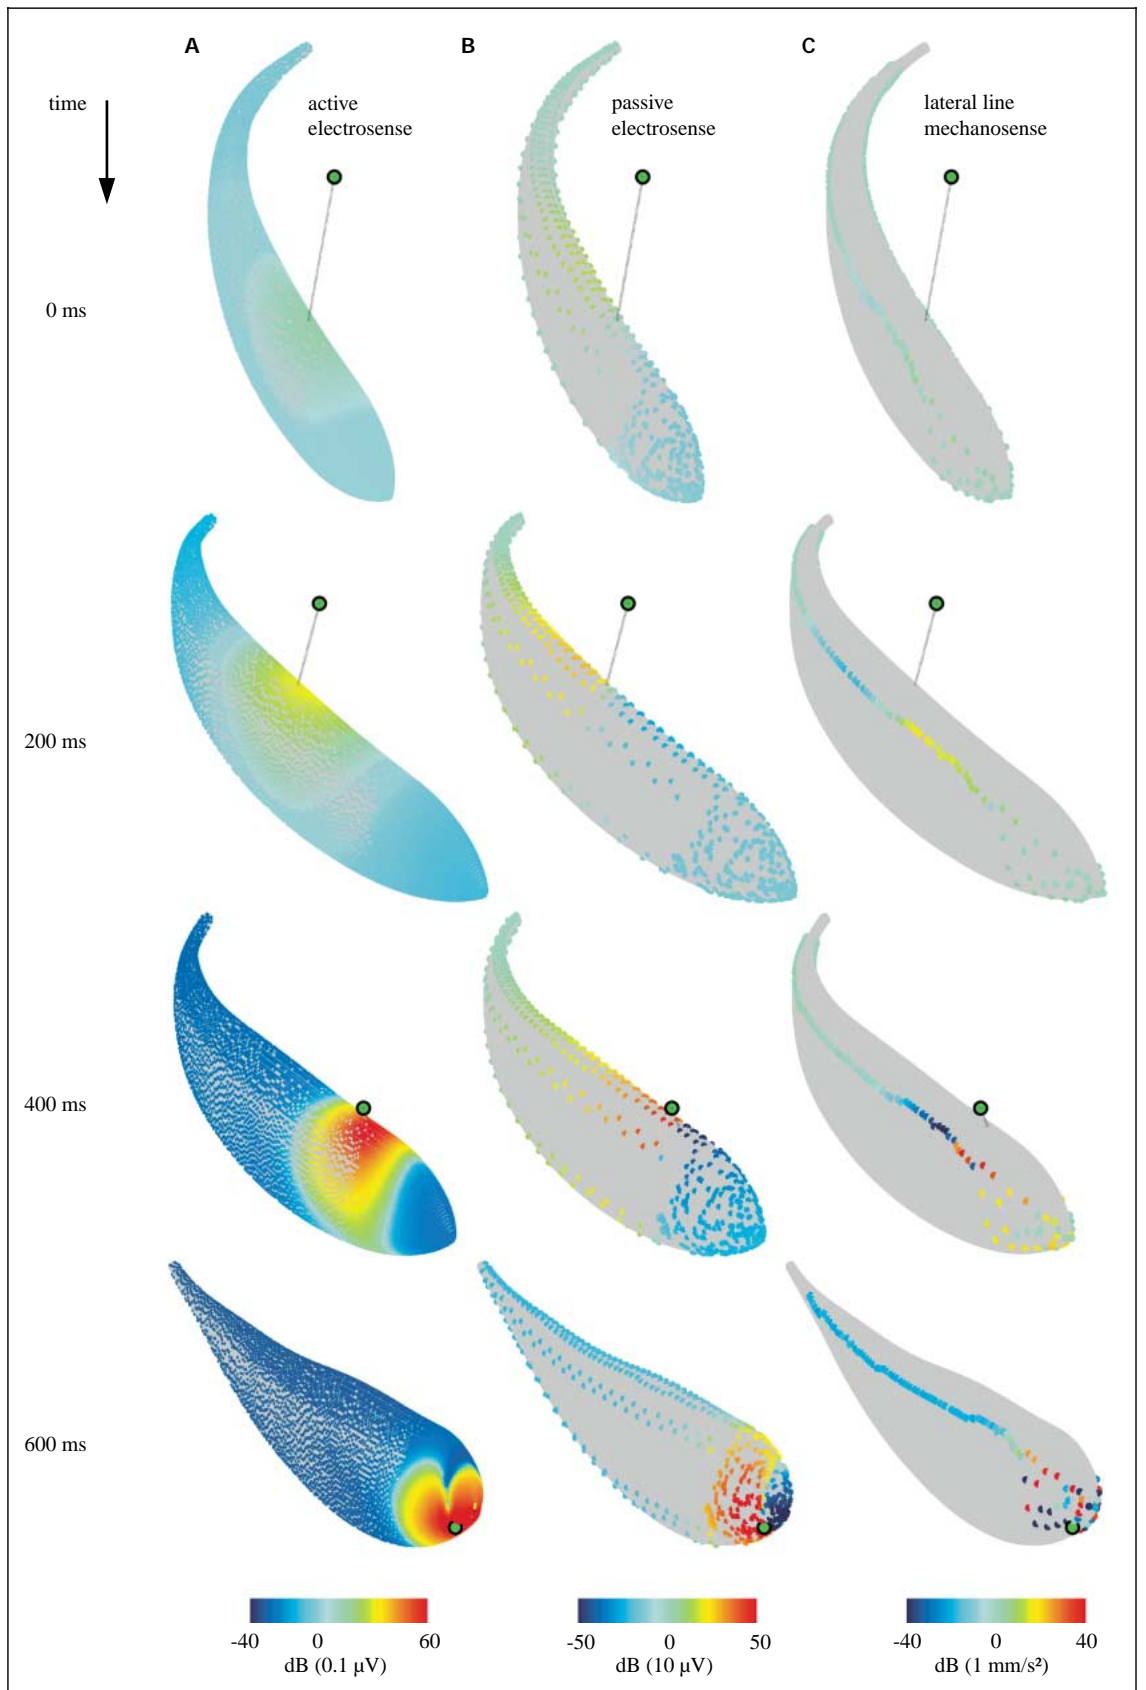 A
B
C
time
active
electrosense
passive
electrosense
lateral line
mechanosense
0 ms
200 ms
400 ms
600 ms
-40 0 60
dB (0.1 μV)
-50 0 50
dB (10 μV)
-40 0 40
dB (1 mm/s²)